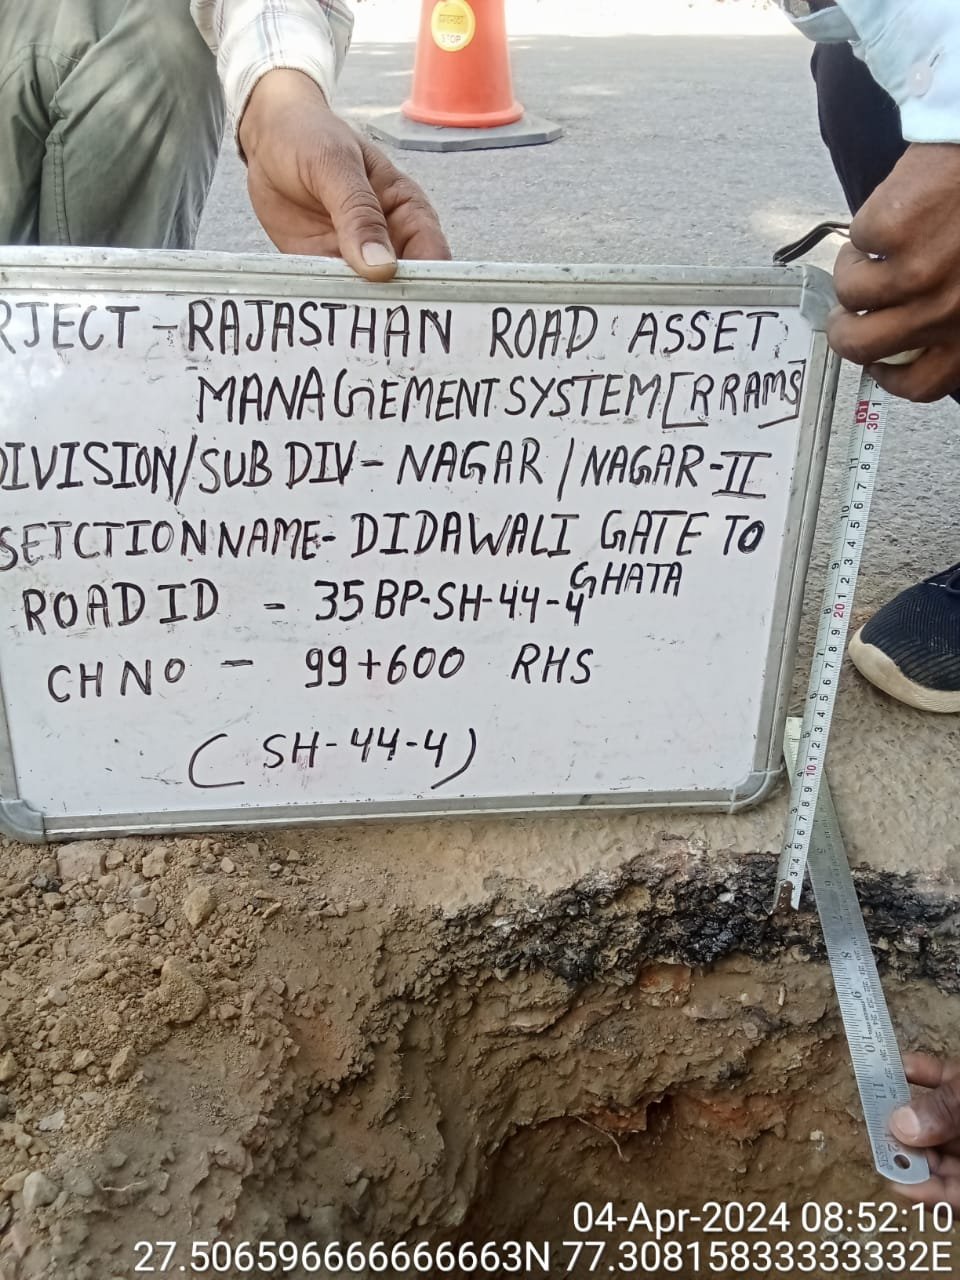 STOP
RJECT - RAJASTHAN ROAD ASSET
MANAGEMENT SYSTEM [RRAMS]
DIVISION/SUB DIV - NAGAR / NAGAR-II
SETCTION NAME - DIDAWALI GATE TO
GHATA
ROAD ID - 35BP-SH-44-4
CH NO - 99+600 RHS
(SH-44-4)
04-Apr-2024 08:52:10
27.506596666666663N 77.30815833333332E